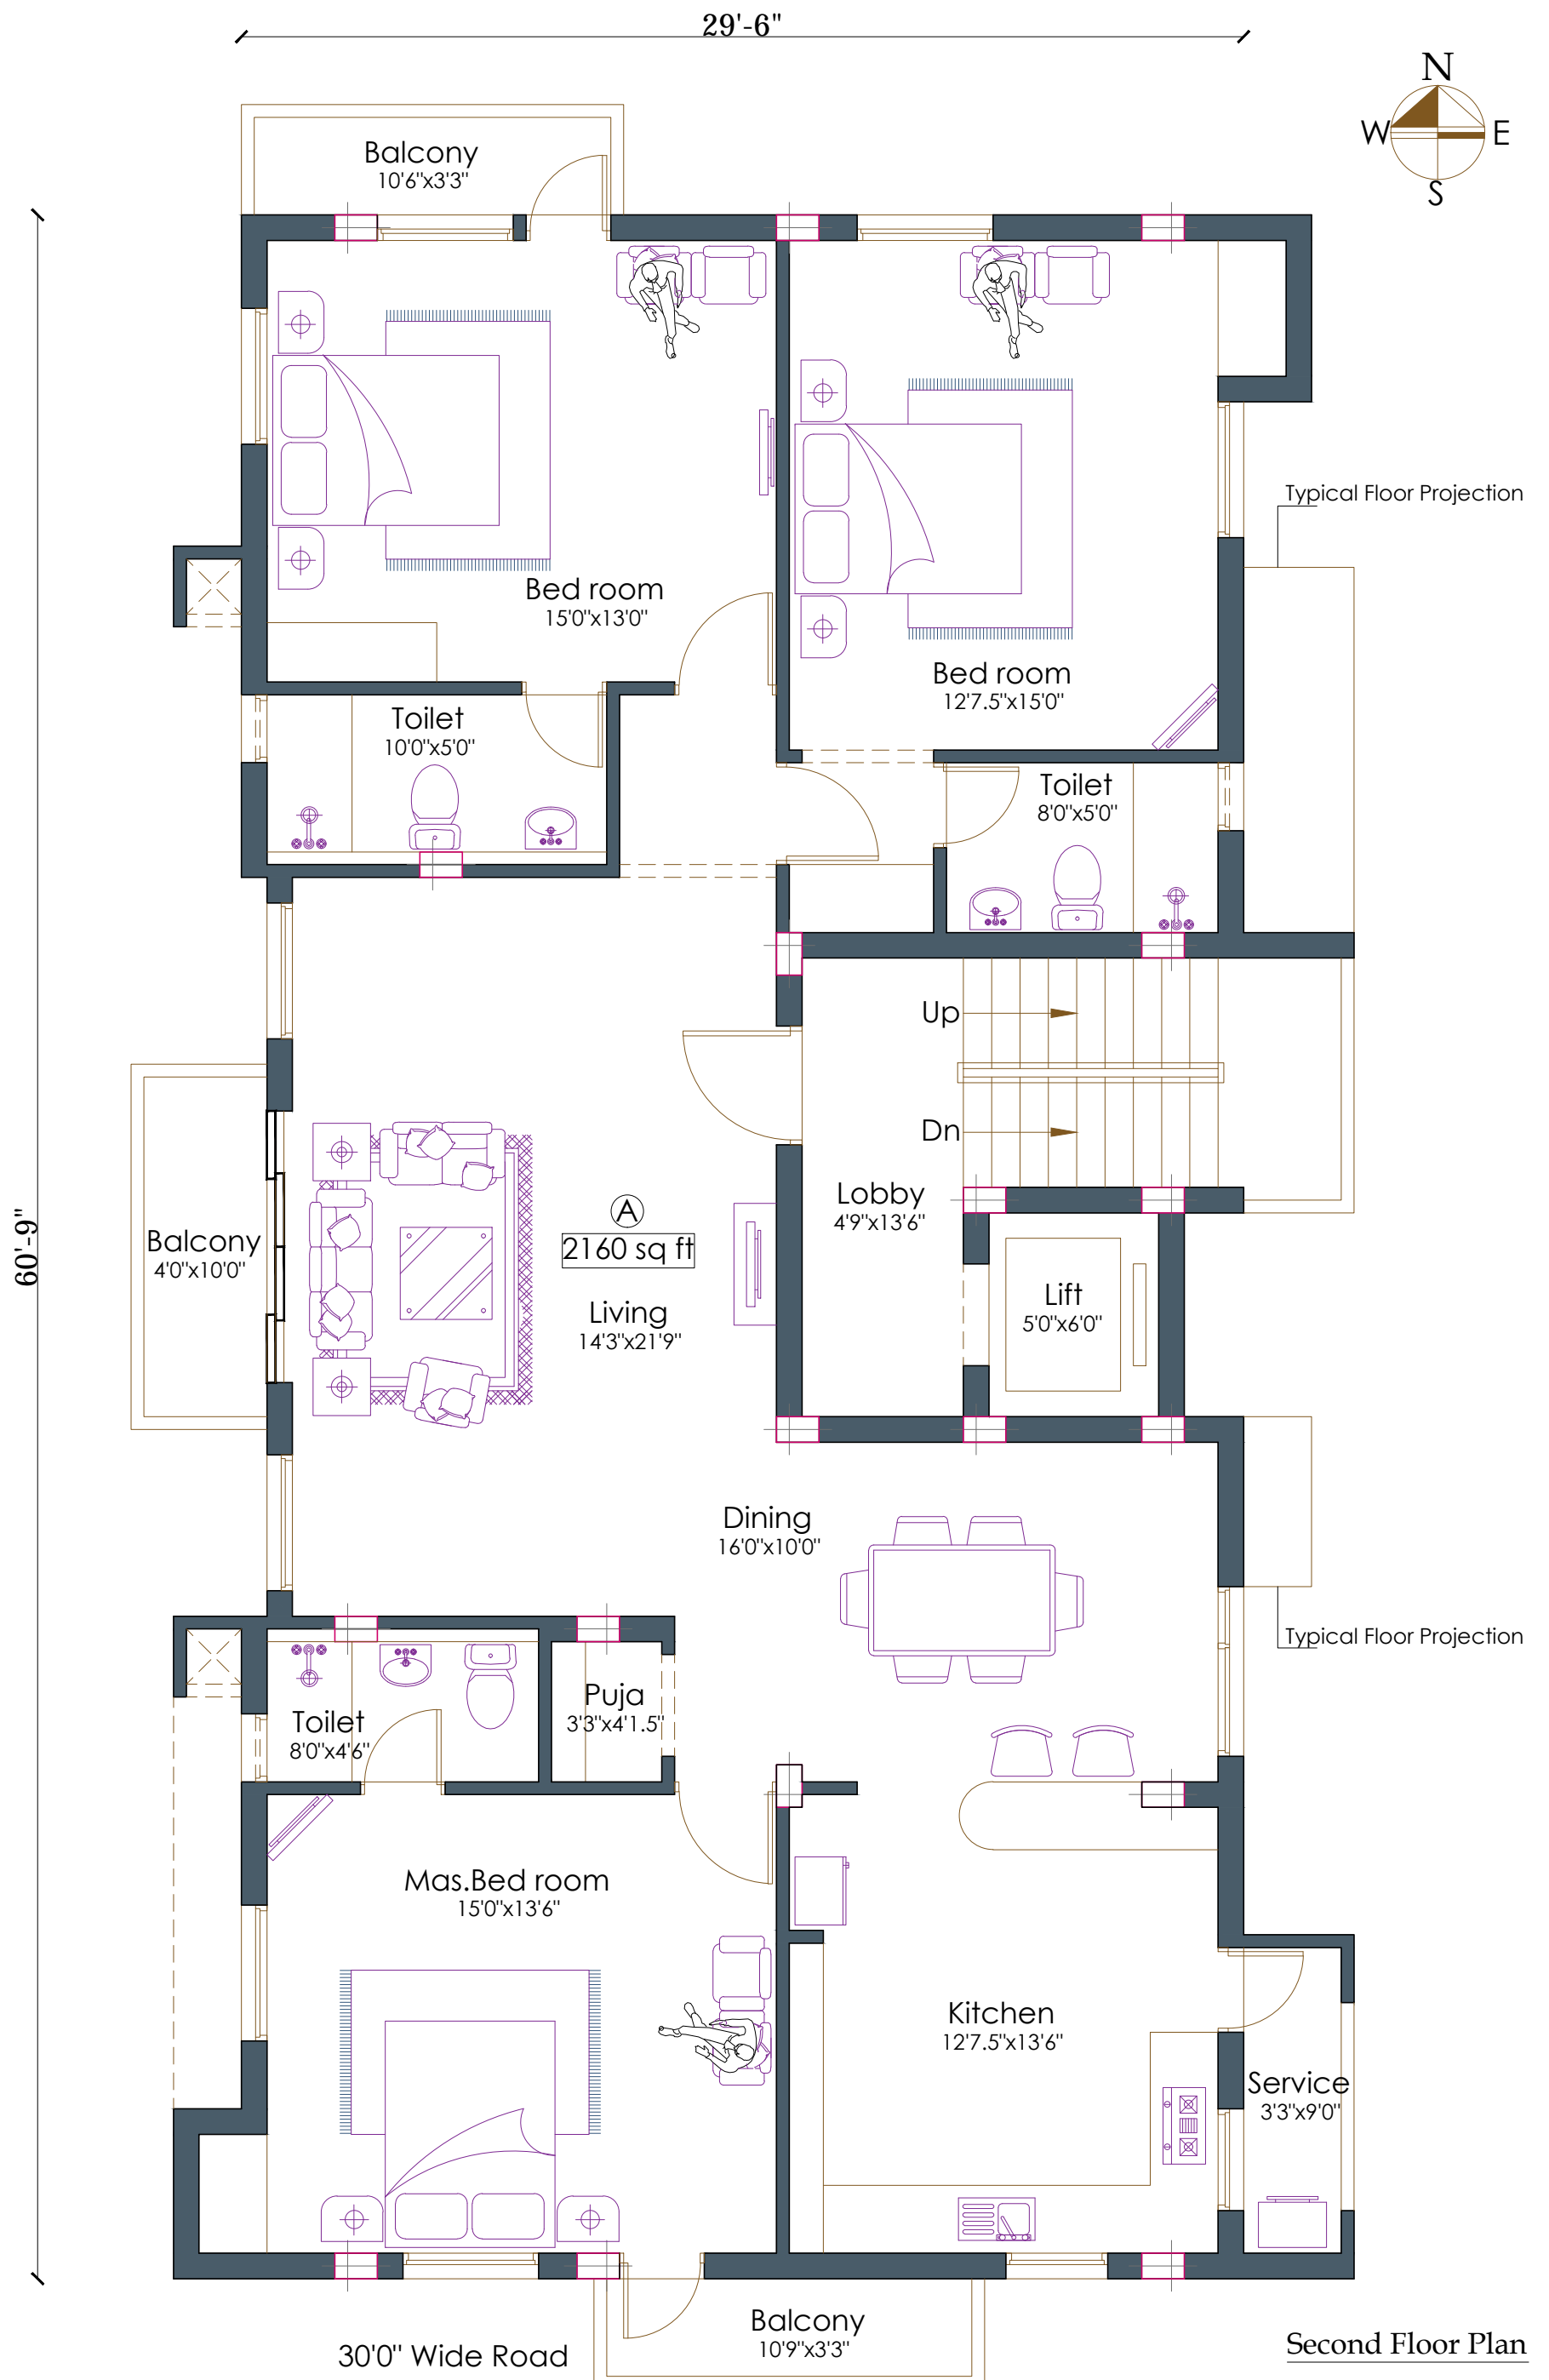 29'-6"
N
W
E
S
Balcony
10'6"x3'3"
Typical Floor Projection
Bed room
15'0"x13'0"
Bed room
12'7.5"x15'0"
Toilet
10'0"x5'0"
Toilet
8'0"x5'0"
Up
Dn
Lobby
4'9"x13'6"
A
2160 sq ft
60'-9"
Balcony
4'0"x10'0"
Living
14'3"x21'9"
Lift
5'0"x6'0"
Dining
16'0"x10'0"
Typical Floor Projection
Puja
3'3"x4'1.5"
Toilet
8'0"x4'6"
Mas.Bed room
15'0"x13'6"
Kitchen
12'7.5"x13'6"
Service
3'3"x9'0"
Balcony
10'9"x3'3"
30'0" Wide Road
Second Floor Plan